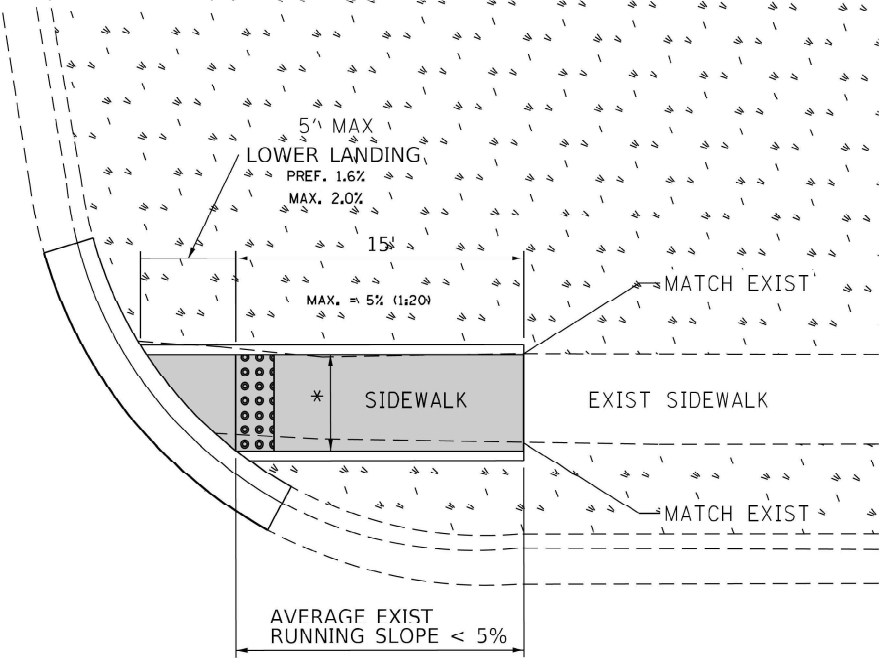 5' MAX
LOWER LANDING
PREF. 1.6%
MAX. 2.0%
15'
MAX. = 5% (1:20)
MATCH EXIST
*
SIDEWALK
EXIST SIDEWALK
MATCH EXIST
AVERAGE EXIST
RUNNING SLOPE < 5%